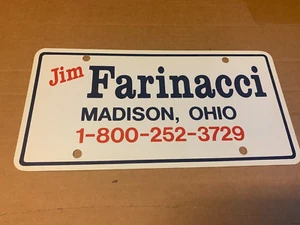 Jim
Farinacci
MADISON, OHIO
1-800-252-3729